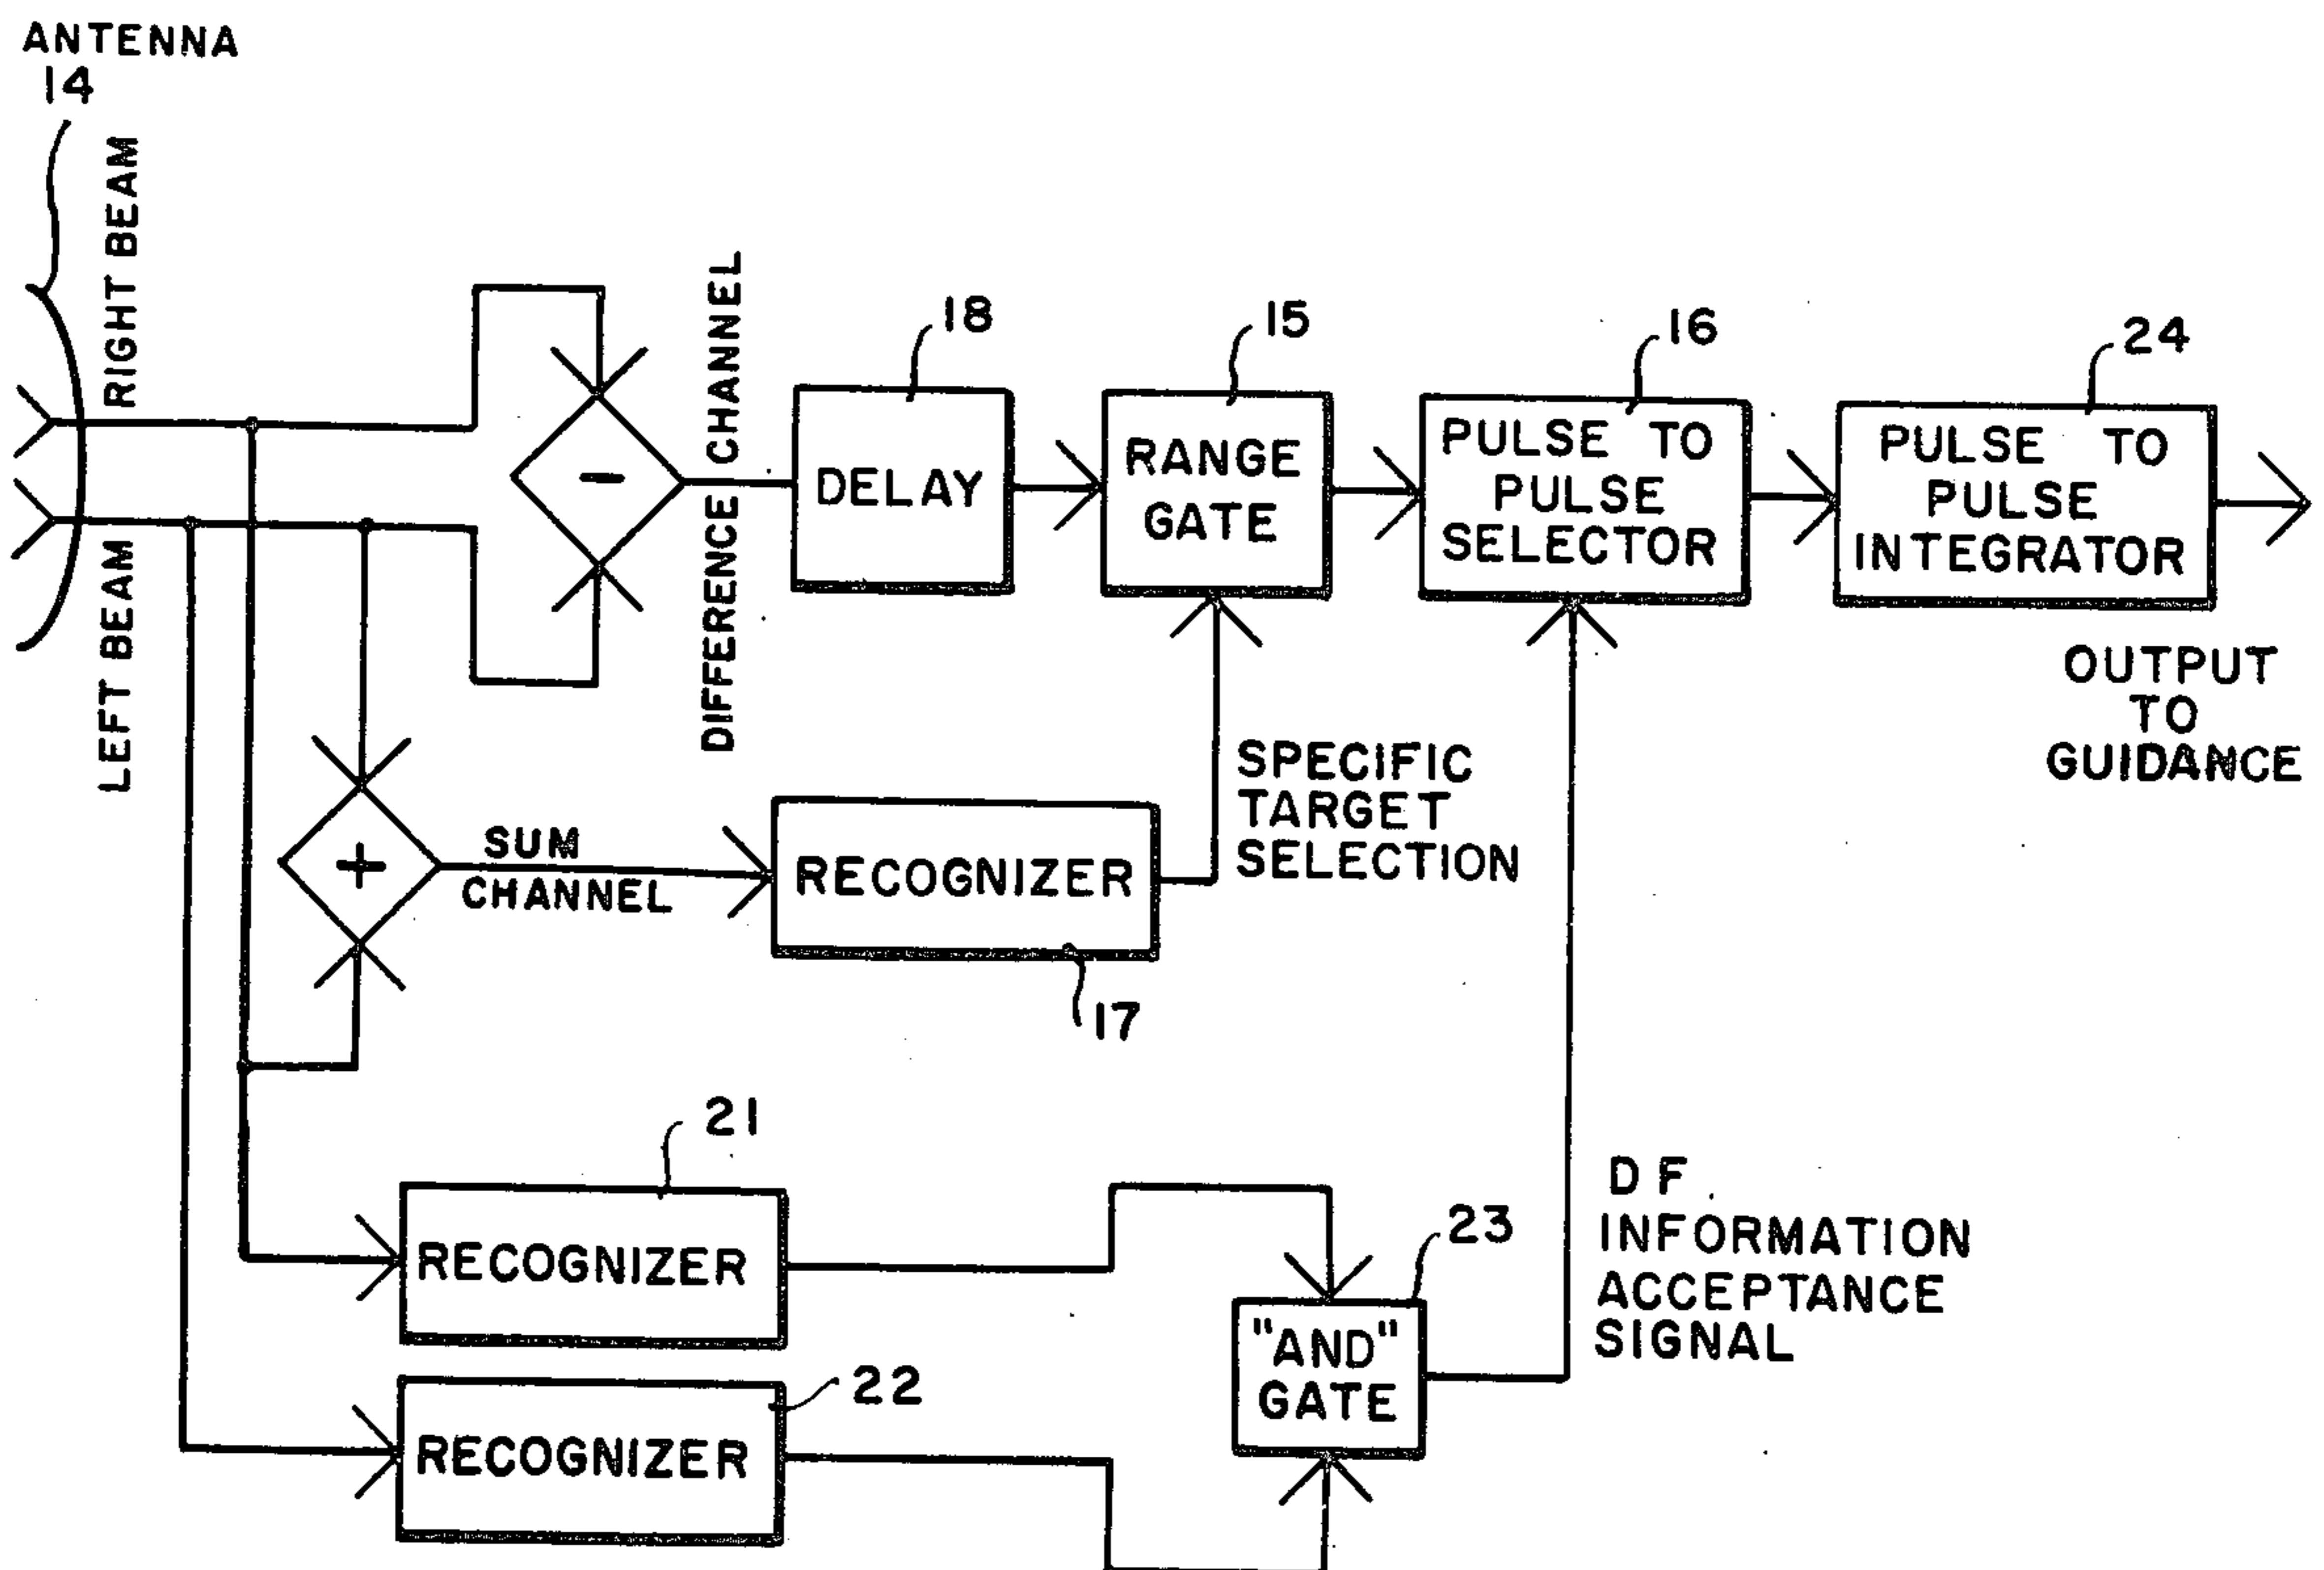 ANTENNA
14
RIGHT BEAM
LEFT BEAM
-
DIFFERENCE CHANNEL
18
DELAY
15
RANGE
GATE
16
PULSE TO
PULSE
SELECTOR
24
PULSE TO
PULSE
INTEGRATOR
OUTPUT
TO
GUIDANCE
+
SUM
CHANNEL
RECOGNIZER
17
SPECIFIC
TARGET
SELECTION
21
RECOGNIZER
22
RECOGNIZER
23
"AND"
GATE
D F
INFORMATION
ACCEPTANCE
SIGNAL